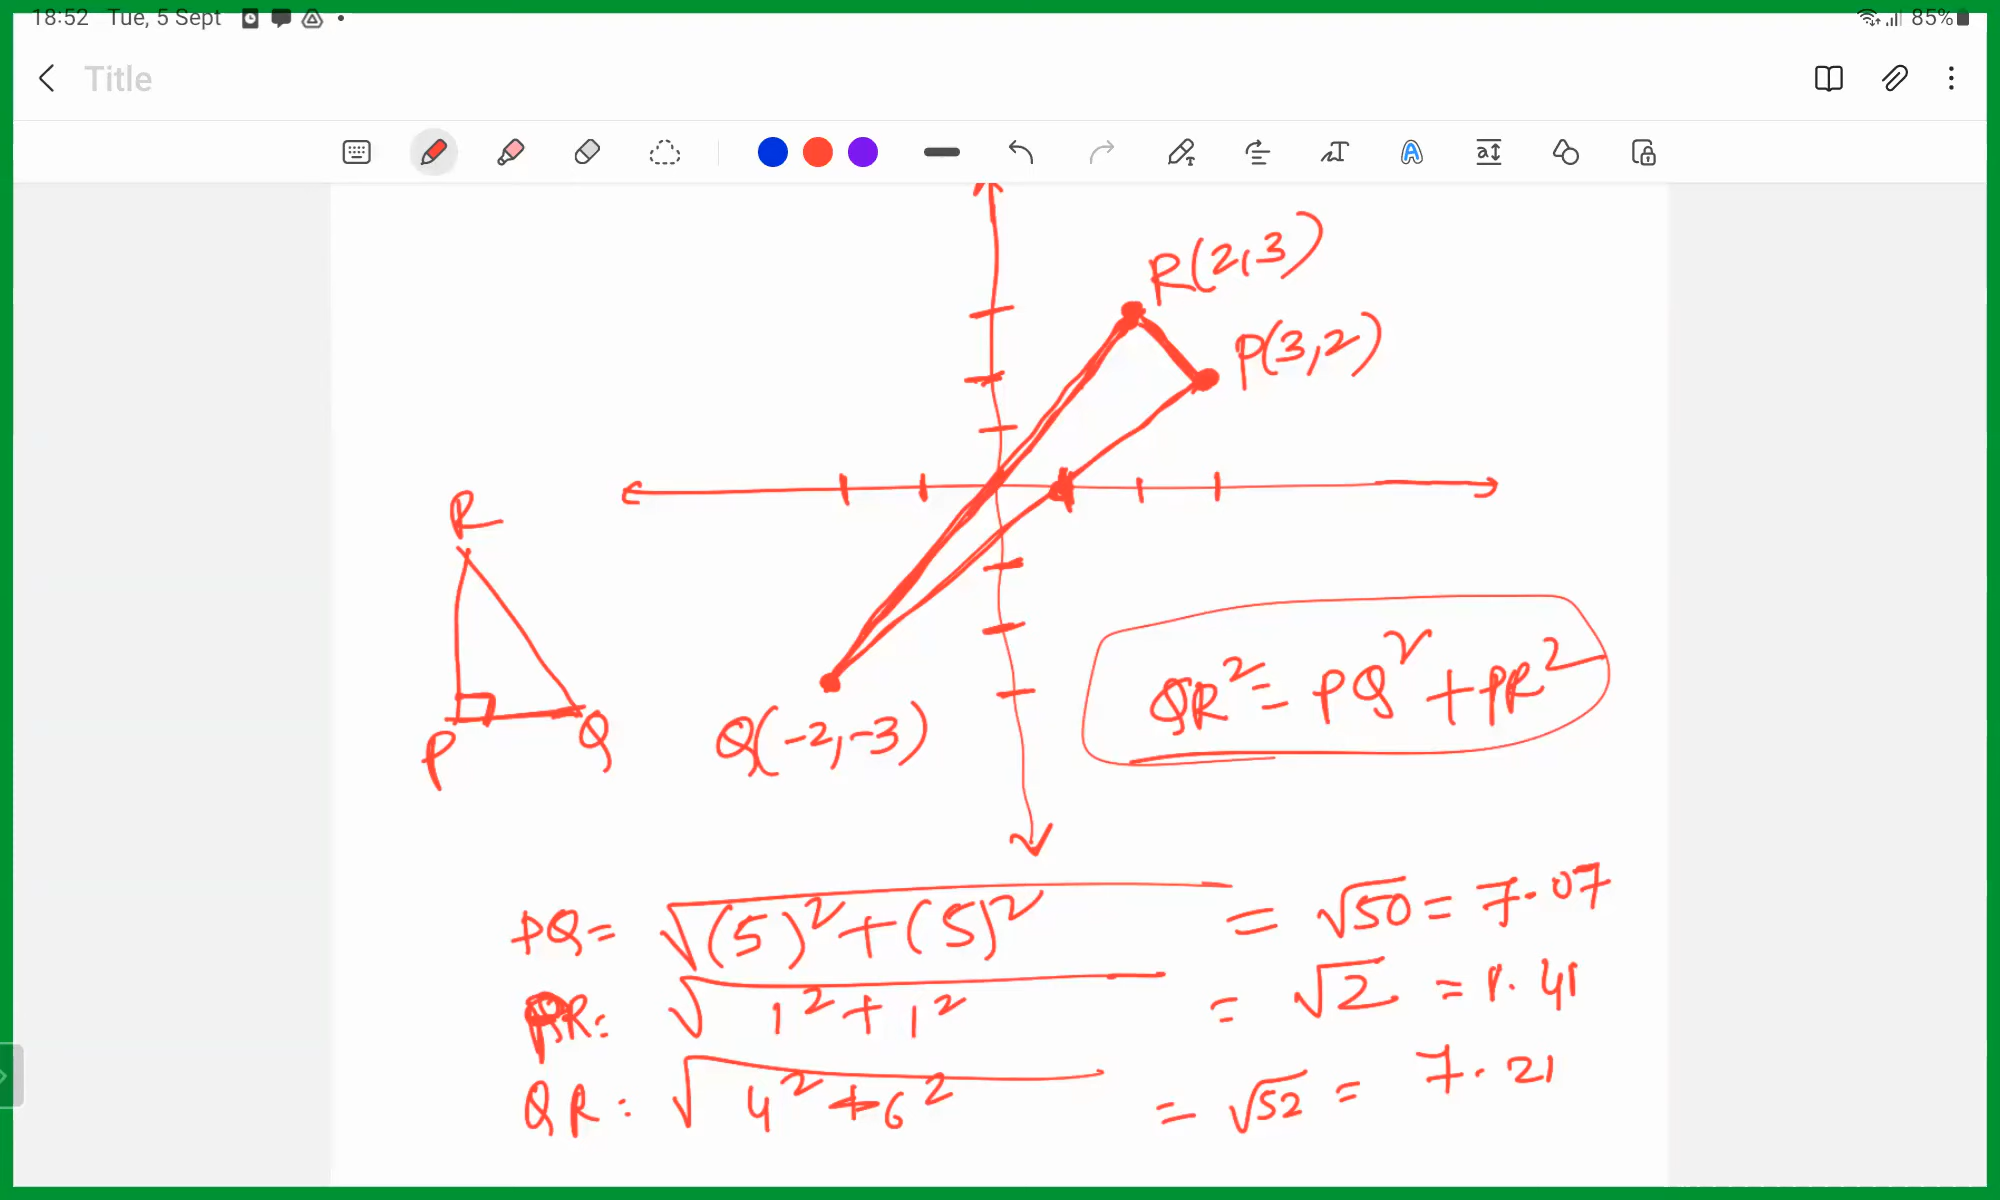 18:52 Tue, 5 Sept 85%
Title
R(2,3)
P(3,2)
R
P Q
Q(-2,-3)
QR²= PQ²+PR²
PQ= √(5)²+(5)² = √50 = 7.07
PR: √1²+1² = √2 = 1.41
QR: √4²+6² = √52 = 7.21